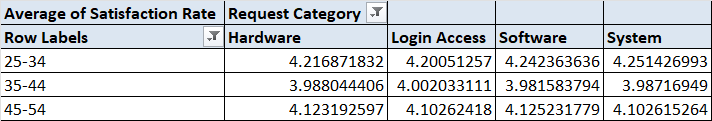 Average of Satisfaction Rate Request Category
Row Labels Hardware Login Access Software System
25-34 4.216871832 4.20051257 4.242363636 4.251426993
35-44 3.988044406 4.002033111 3.981583794 3.98716949
45-54 4.123192597 4.10262418 4.125231779 4.102615264